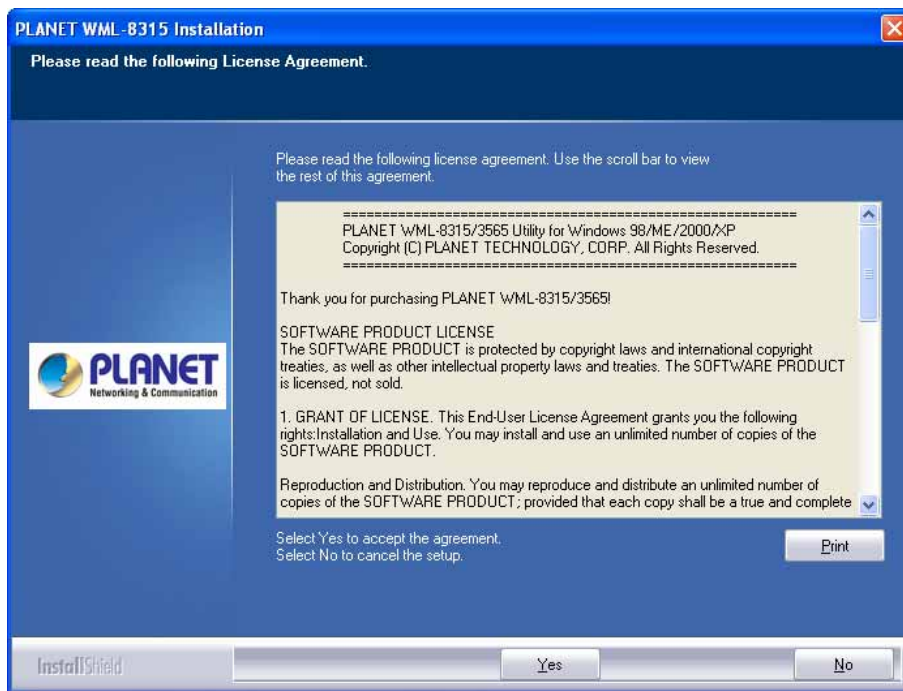 PLANET WML-8315 Installation
Please read the following License Agreement.
Please read the following license agreement. Use the scroll bar to view
the rest of this agreement.
==========================================================
PLANET WML-8315/3565 Utility for Windows 98/ME/2000/XP
Copyright (C) PLANET TECHNOLOGY, CORP. All Rights Reserved.
==========================================================
Thank you for purchasing PLANET WML-8315/3565!
SOFTWARE PRODUCT LICENSE
The SOFTWARE PRODUCT is protected by copyright laws and international copyright
treaties, as well as other intellectual property laws and treaties. The SOFTWARE PRODUCT
is licensed, not sold.
1. GRANT OF LICENSE. This End-User License Agreement grants you the following
rights:Installation and Use. You may install and use an unlimited number of copies of the
SOFTWARE PRODUCT.
Reproduction and Distribution. You may reproduce and distribute an unlimited number of
copies of the SOFTWARE PRODUCT; provided that each copy shall be a true and complete
PLANET
Networking & Communication
Select Yes to accept the agreement.
Select No to cancel the setup.
Print
InstallShield
Yes
No